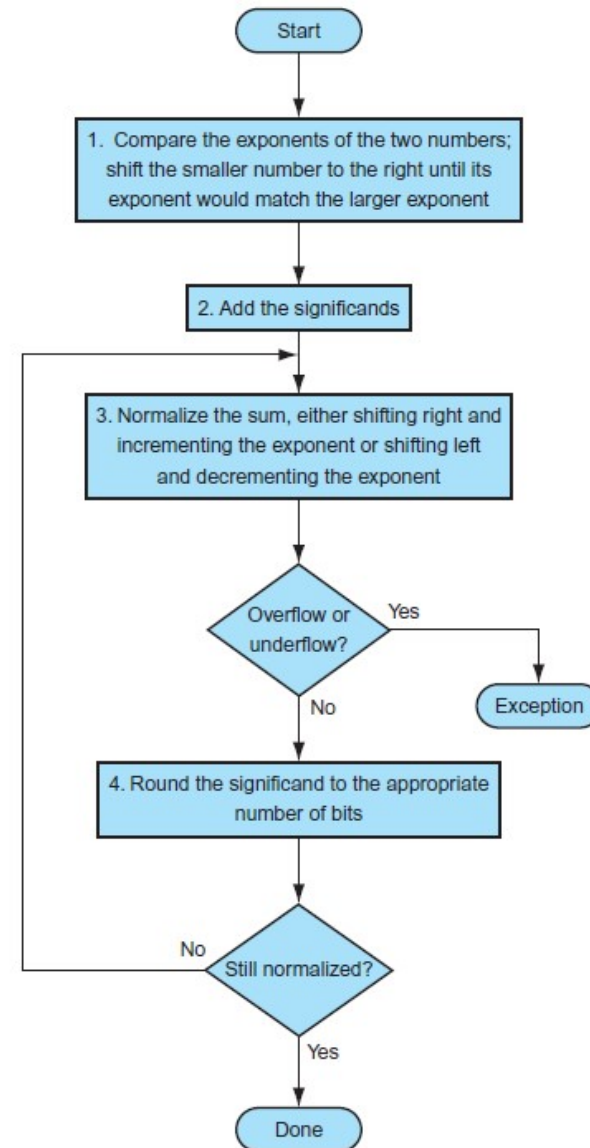 Start
1. Compare the exponents of the two numbers;
shift the smaller number to the right until its
exponent would match the larger exponent
2. Add the significands
3. Normalize the sum, either shifting right and
incrementing the exponent or shifting left
and decrementing the exponent
Overflow or
underflow?
Yes
Exception
No
4. Round the significand to the appropriate
number of bits
No
Still normalized?
Yes
Done